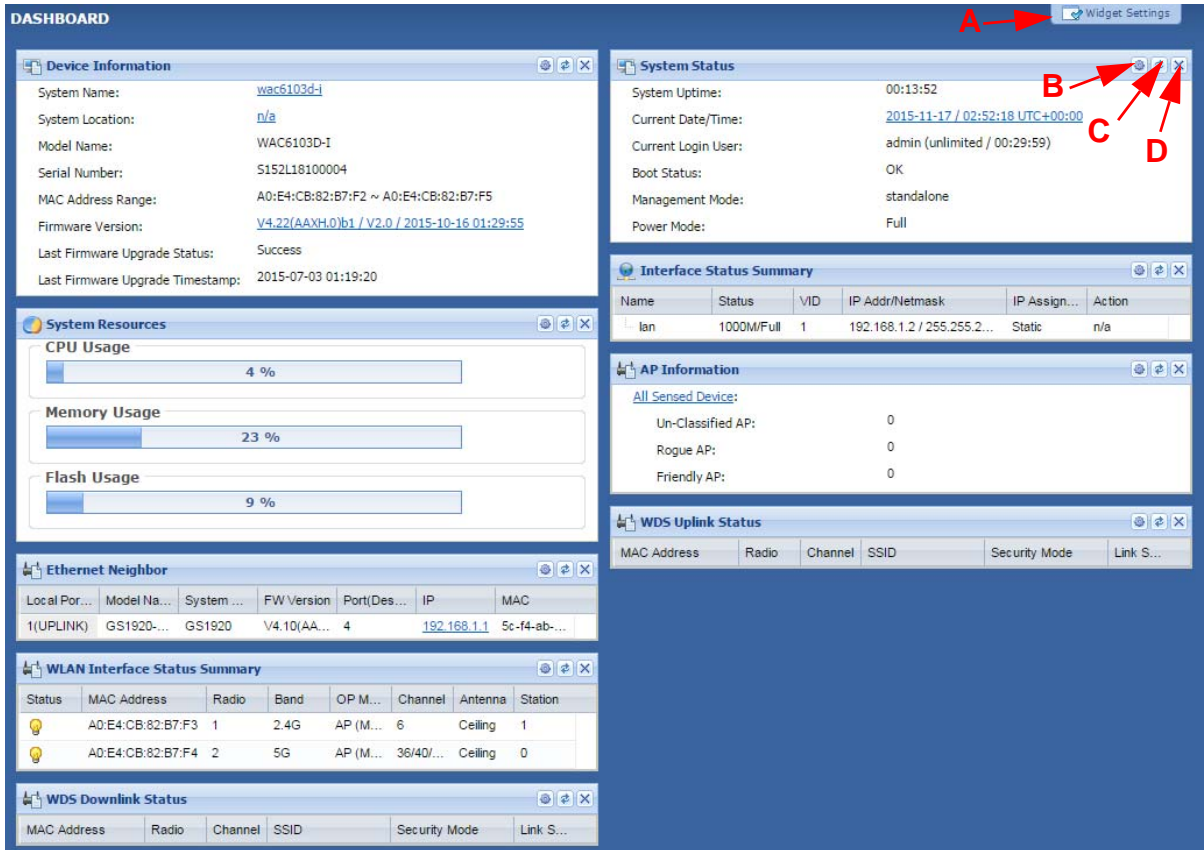 DASHBOARD
A
Widget Settings
Device Information
System Name: wac6103d-i
System Location: n/a
Model Name: WAC6103D-I
Serial Number: S152L18100004
MAC Address Range: A0:E4:CB:82:B7:F2 ~ A0:E4:CB:82:B7:F5
Firmware Version: V4.22(AAXH.0)b1 / V2.0 / 2015-10-16 01:29:55
Last Firmware Upgrade Status: Success
Last Firmware Upgrade Timestamp: 2015-07-03 01:19:20
System Resources
CPU Usage
4 %
Memory Usage
23 %
Flash Usage
9 %
Ethernet Neighbor
Local Por... Model Na... System ... FW Version Port(Des... IP MAC
1(UPLINK) GS1920-... GS1920 V4.10(AA... 4 192.168.1.1 5c-f4-ab-...
WLAN Interface Status Summary
Status MAC Address Radio Band OP M... Channel Antenna Station
A0:E4:CB:82:B7:F3 1 2.4G AP (M... 6 Ceiling 1
A0:E4:CB:82:B7:F4 2 5G AP (M... 36/40/... Ceiling 0
WDS Downlink Status
MAC Address Radio Channel SSID Security Mode Link S...
System Status
B
C
D
System Uptime: 00:13:52
Current Date/Time: 2015-11-17 / 02:52:18 UTC+00:00
Current Login User: admin (unlimited / 00:29:59)
Boot Status: OK
Management Mode: standalone
Power Mode: Full
Interface Status Summary
Name Status VID IP Addr/Netmask IP Assign... Action
lan 1000M/Full 1 192.168.1.2 / 255.255.2... Static n/a
AP Information
All Sensed Device:
Un-Classified AP: 0
Rogue AP: 0
Friendly AP: 0
WDS Uplink Status
MAC Address Radio Channel SSID Security Mode Link S...